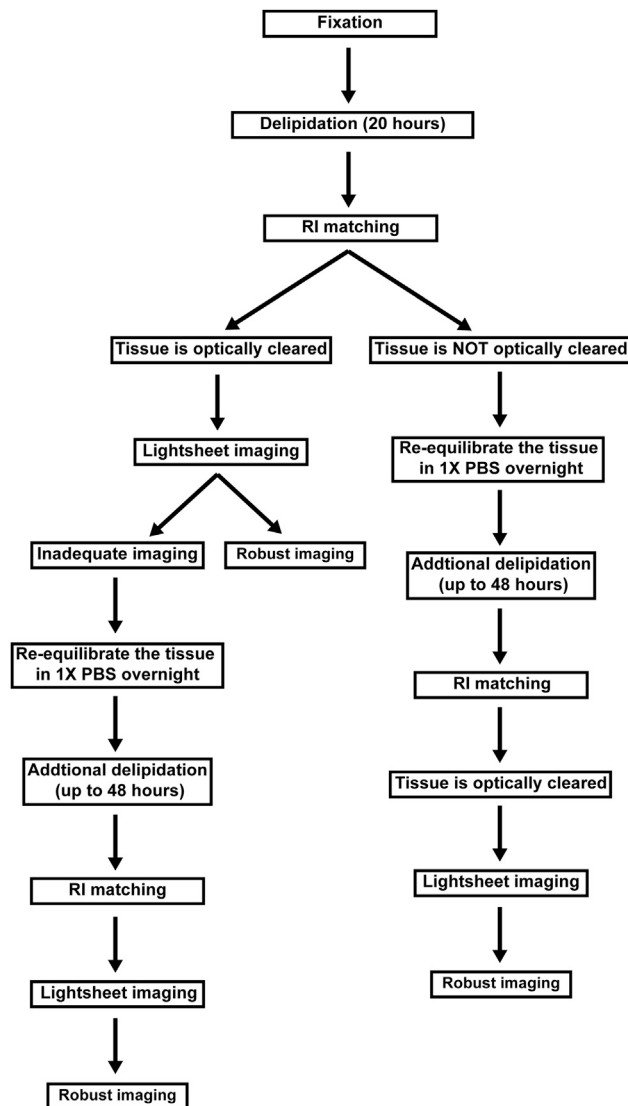 Fixation
Delipidation (20 hours)
RI matching
Tissue is optically cleared
Tissue is NOT optically cleared
Lightsheet imaging
Re-equilibrate the tissue
in 1X PBS overnight
Inadequate imaging
Robust imaging
Addtional delipidation
(up to 48 hours)
Re-equilibrate the tissue
in 1X PBS overnight
RI matching
Addtional delipidation
(up to 48 hours)
Tissue is optically cleared
RI matching
Lightsheet imaging
Lightsheet imaging
Robust imaging
Robust imaging